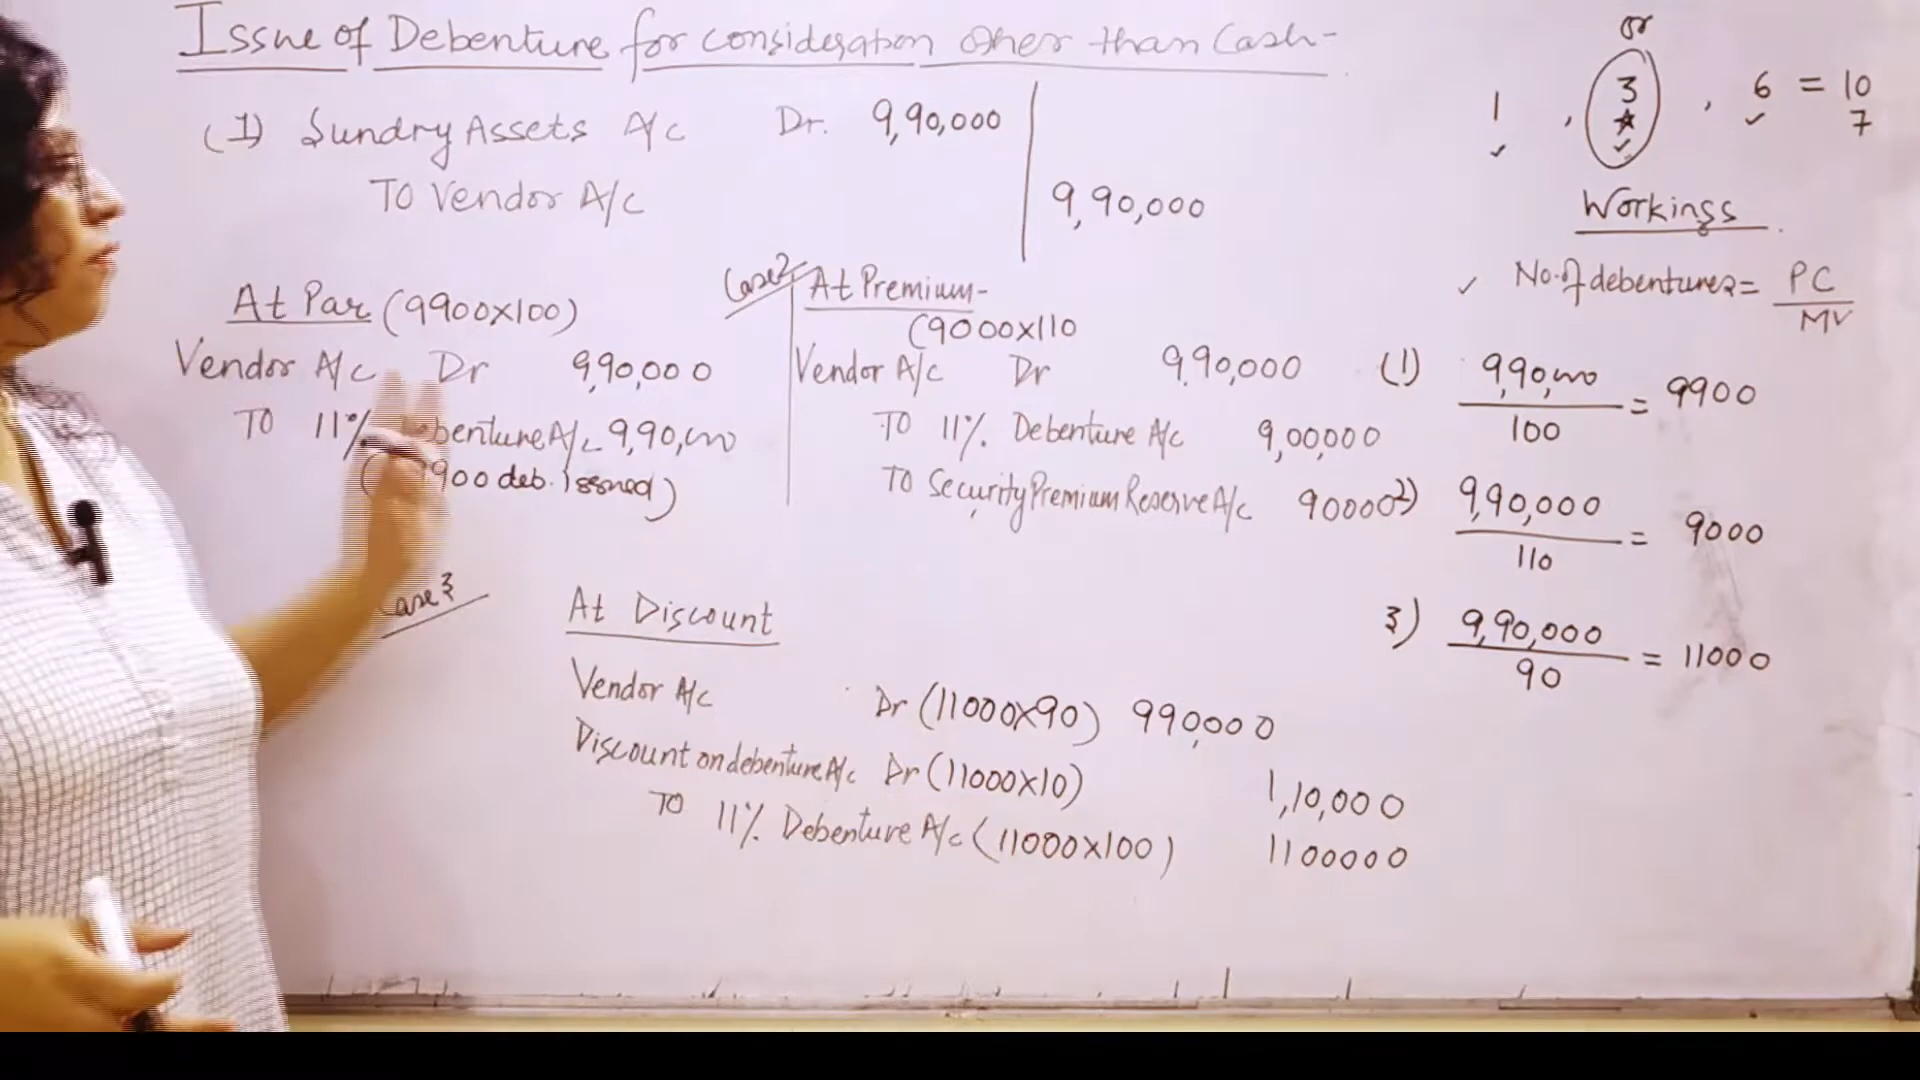 Issue of Debenture for consideration other than Cash-
(1) Sundry Assets A/c Dr. 9,90,000
To Vendor A/c 9,90,000
At Par (9900x100)
Vendor A/c Dr 9,90,000
To 11% Debenture A/c 9,90,000
900 deb. Issued)
Case 2 At Premium-
(9000x110
Vendor A/c Dr 9,90,000
To 11% Debenture A/c 9,00,000
To Security Premium Reserve A/c 90000
Case 3
At Discount
Vendor A/c Dr (11000x90) 990,000
Discount on debenture A/c Dr (11000x10) 1,10,000
To 11% Debenture A/c (11000x100) 1100000
or
1, 3, 6 = 10
7
Workings
No. of debentures = PC
MV
(1) 9,90,000
100 = 9900
2) 9,90,000
110 = 9000
3) 9,90,000
90 = 11000